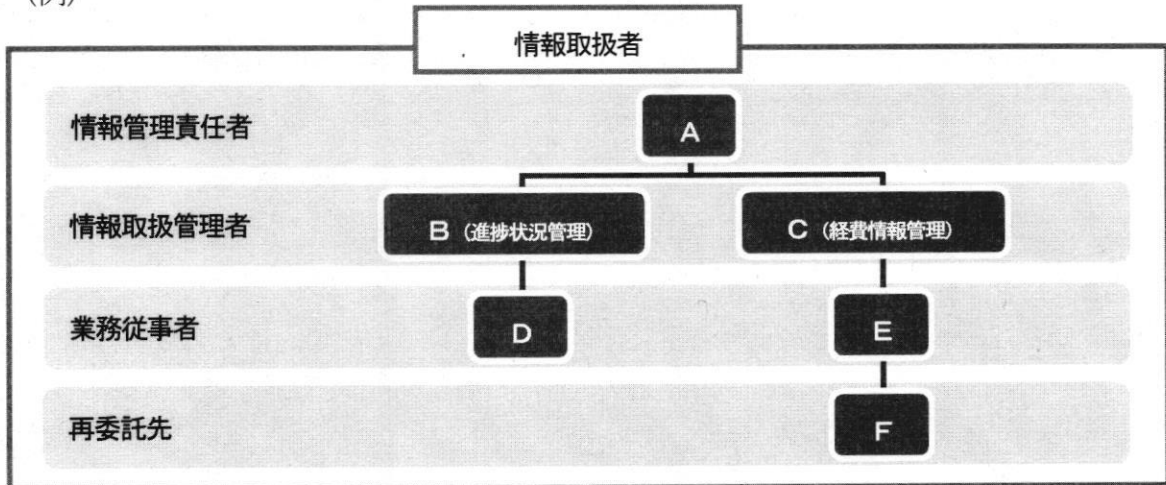 (例)
情報取扱者
情報管理責任者
A
情報取扱管理者
B (進捗状況管理)
C (経費情報管理)
業務従事者
D
E
再委託先
F